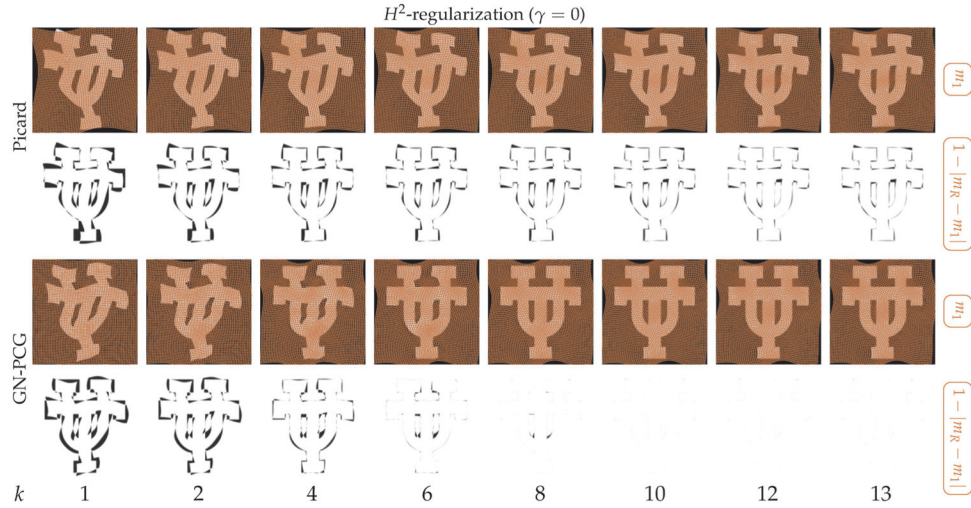 H²-regularization (γ = 0)
Picard
m₁
1 − |m_R − m₁|
GN-PCG
m₁
1 − |m_R − m₁|
k 1 2 4 6 8 10 12 13